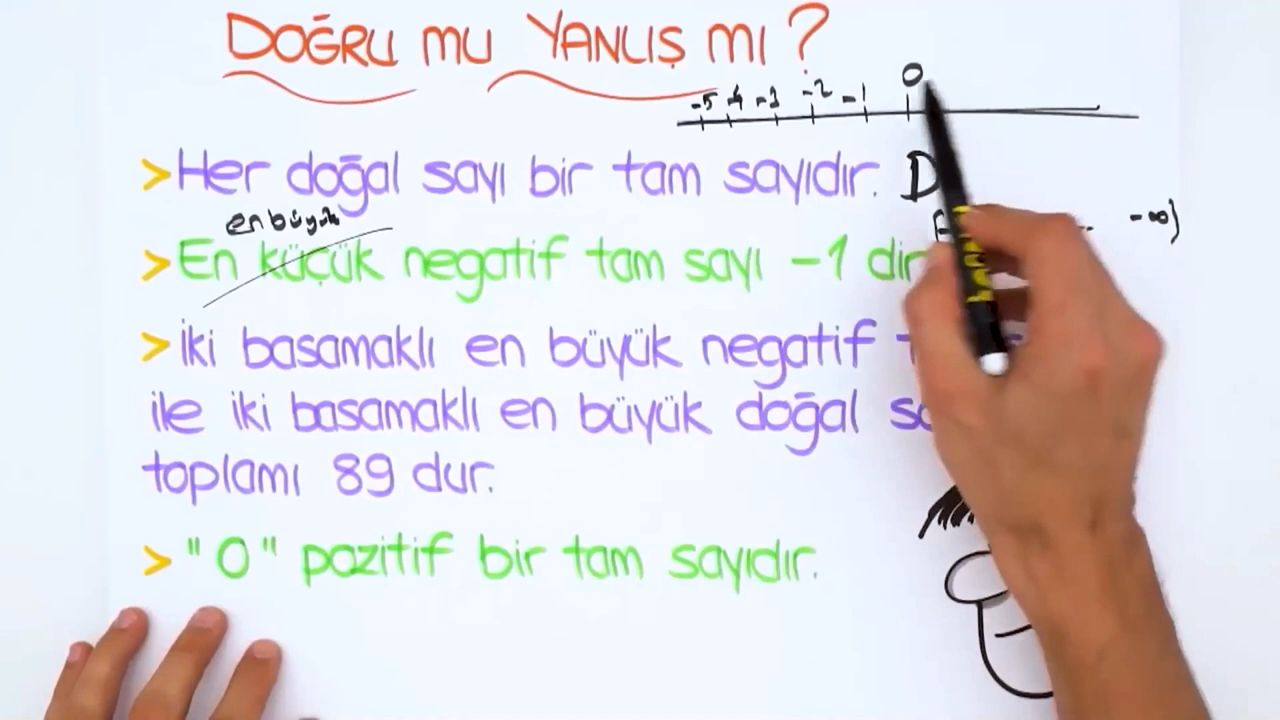 DOĞRU MU YANLIŞ MI ?
-5 -4 -3 -2 -1 0
> Her doğal sayı bir tam sayıdır. D
en büyük
-∞)
> En küçük negatif tam sayı -1 dir
> İki basamaklı en büyük negatif
ile iki basamaklı en büyük doğal
toplamı 89 dur.
> "0" pozitif bir tam sayıdır.